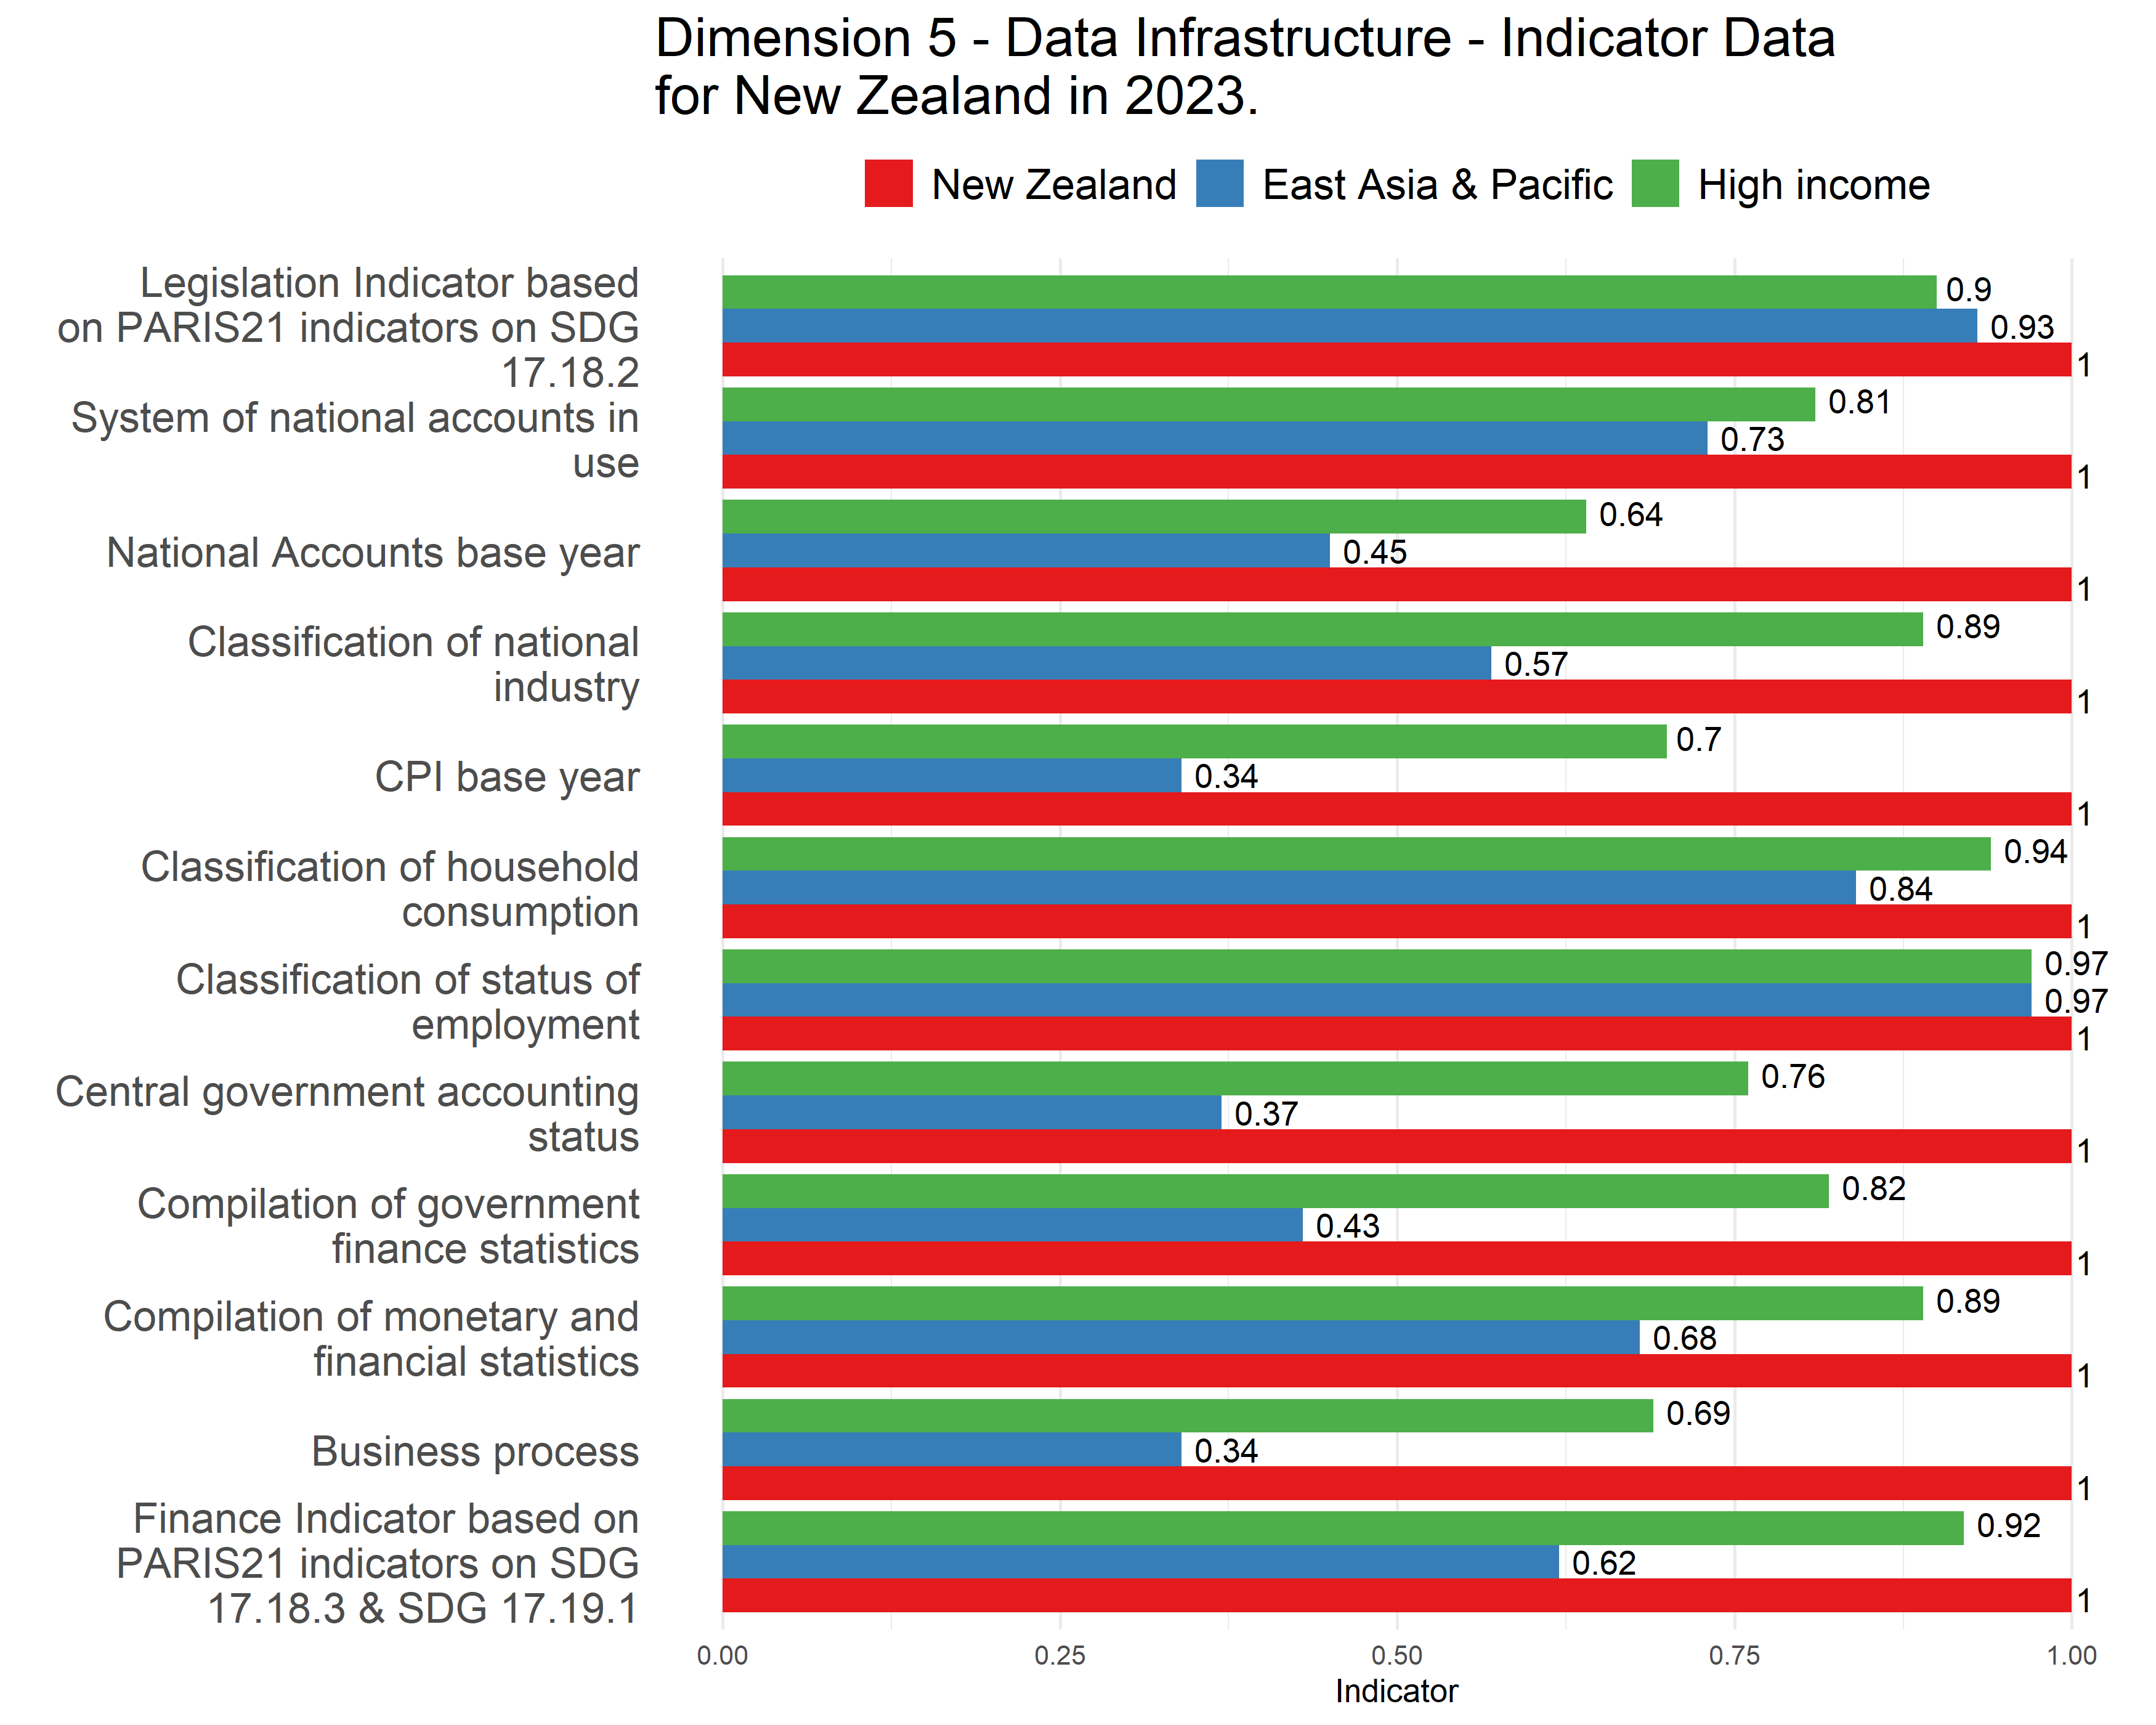 Dimension 5 - Data Infrastructure - Indicator Data
for New Zealand in 2023.
New Zealand East Asia & Pacific High income
Legislation Indicator based
on PARIS21 indicators on SDG
17.18.2
0.9
0.93
1
System of national accounts in
use
0.81
0.73
1
National Accounts base year
0.64
0.45
1
Classification of national
industry
0.89
0.57
1
CPI base year
0.7
0.34
1
Classification of household
consumption
0.94
0.84
1
Classification of status of
employment
0.97
0.97
1
Central government accounting
status
0.76
0.37
1
Compilation of government
finance statistics
0.82
0.43
1
Compilation of monetary and
financial statistics
0.89
0.68
1
Business process
0.69
0.34
1
Finance Indicator based on
PARIS21 indicators on SDG
17.18.3 & SDG 17.19.1
0.92
0.62
1
0.00 0.25 0.50 0.75 1.00
Indicator